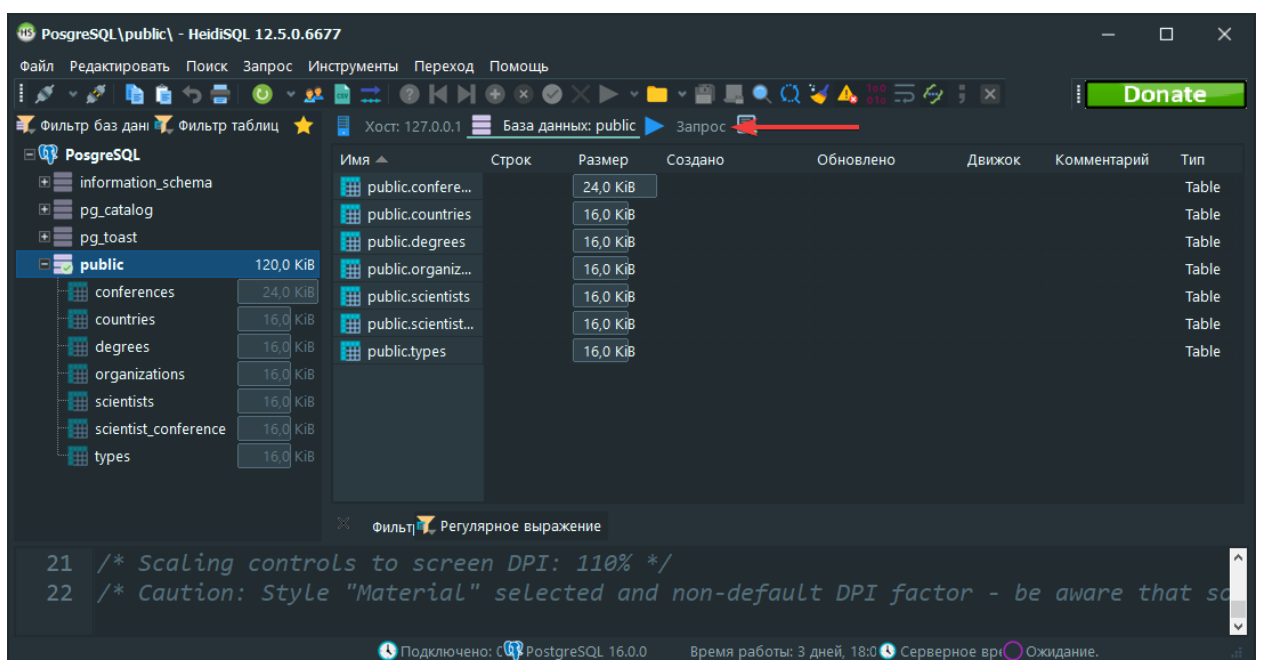 PosgreSQL\public\ - HeidiSQL 12.5.0.6677
Файл Редактировать Поиск Запрос Инструменты Переход Помощь
Donate
Фильтр баз данн Фильтр таблиц Хост: 127.0.0.1 База данных: public Запрос
PosgreSQL
information_schema
pg_catalog
pg_toast
public 120,0 KiB
conferences 24,0 KiB
countries 16,0 KiB
degrees 16,0 KiB
organizations 16,0 KiB
scientists 16,0 KiB
scientist_conference 16,0 KiB
types 16,0 KiB
Имя Строк Размер Создано Обновлено Движок Комментарий Тип
public.confere... 24,0 KiB Table
public.countries 16,0 KiB Table
public.degrees 16,0 KiB Table
public.organiz... 16,0 KiB Table
public.scientists 16,0 KiB Table
public.scientist... 16,0 KiB Table
public.types 16,0 KiB Table
Фильтр Регулярное выражение
21 /* Scaling controls to screen DPI: 110% */
22 /* Caution: Style "Material" selected and non-default DPI factor - be aware that so
Подключено: 0 PostgreSQL 16.0.0 Время работы: 3 дней, 18:0 Серверное вре Ожидание.